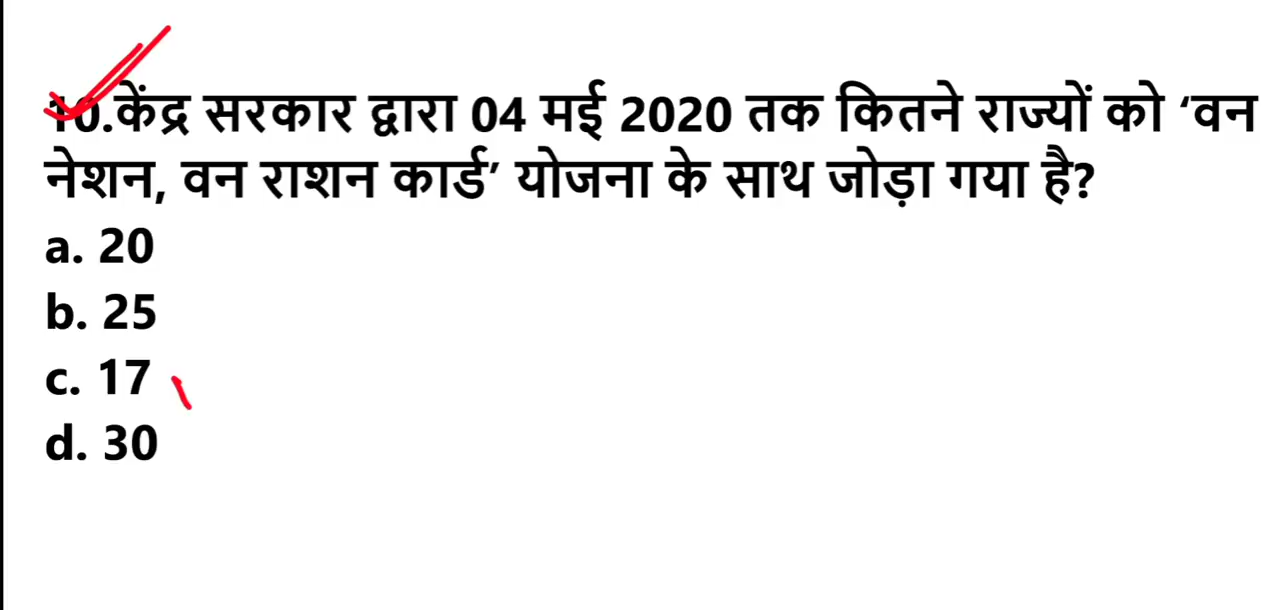 10.केंद्र सरकार द्वारा 04 मई 2020 तक कितने राज्यों को ‘वन
नेशन, वन राशन कार्ड’ योजना के साथ जोड़ा गया है?
a. 20
b. 25
c. 17
d. 30